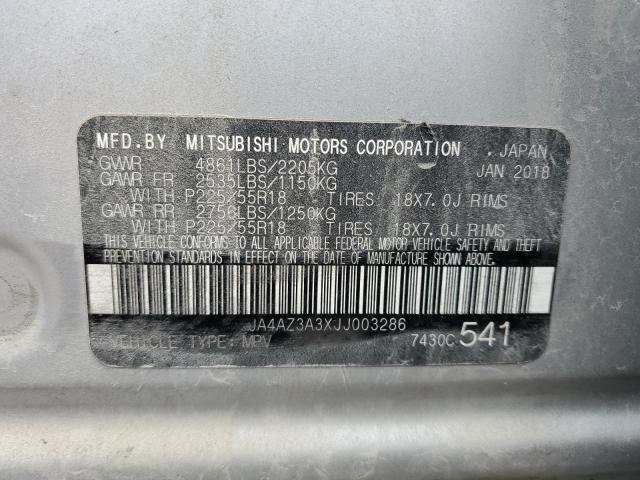 MFD.BY MITSUBISHI MOTORS CORPORATION . JAPAN
GVWR 4861LBS/2205KG JAN 2018
GAWR FR 2535LBS/1150KG
WITH P225/55R18 TIRES 18X7.0J RIMS
GAWR RR 2756LBS/1250KG
WITH P225/55R18 TIRES 18X7.0J RIMS
THIS VEHICLE CONFORMS TO ALL APPLICABLE FEDERAL MOTOR VEHICLE SAFETY AND THEFT
PREVENTION STANDARDS IN EFFECT ON THE DATE OF MANUFACTURE SHOWN ABOVE.
JA4AZ3A3XJJ003286
VEHICLE TYPE: MPV 7430C 541